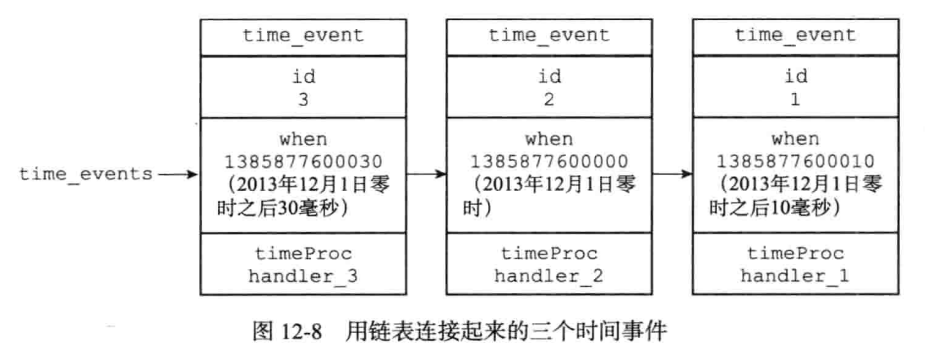 time_event
id
3
when
1385877600030
（2013年12月1日零
时之后30毫秒）
timeProc
handler_3
time_event
id
2
when
1385877600000
（2013年12月1日零
时）
timeProc
handler_2
time_event
id
1
when
1385877600010
（2013年12月1日零
时之后10毫秒）
timeProc
handler_1
time_events
图 12-8 用链表连接起来的三个时间事件